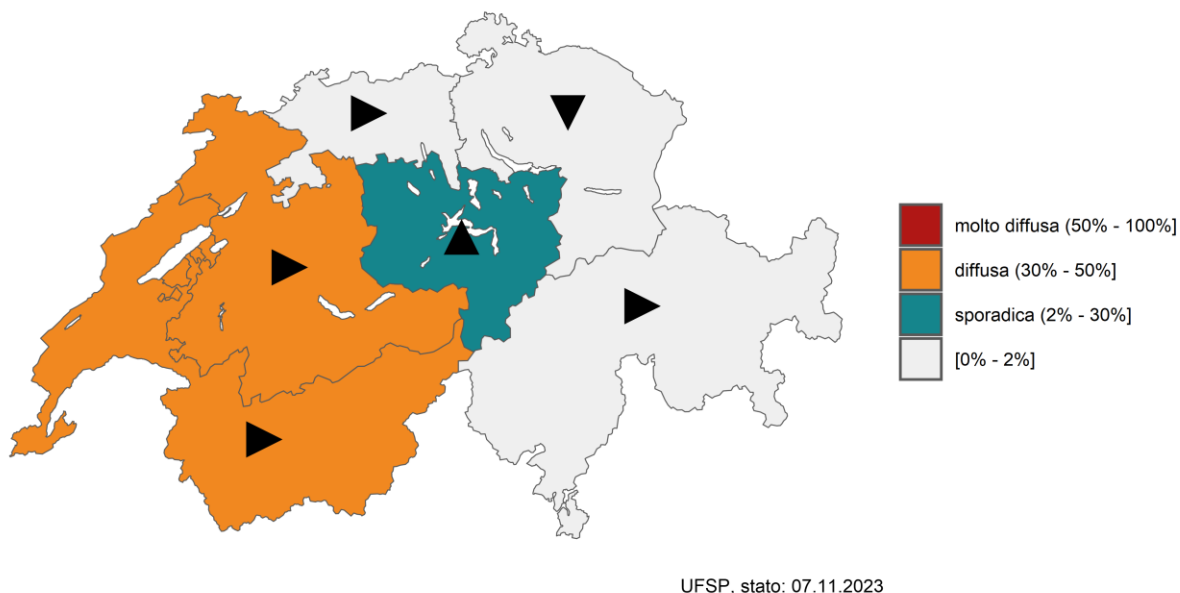 molto diffusa (50% - 100%]
diffusa (30% - 50%]
sporadica (2% - 30%]
[0% - 2%]
UFSP, stato: 07.11.2023